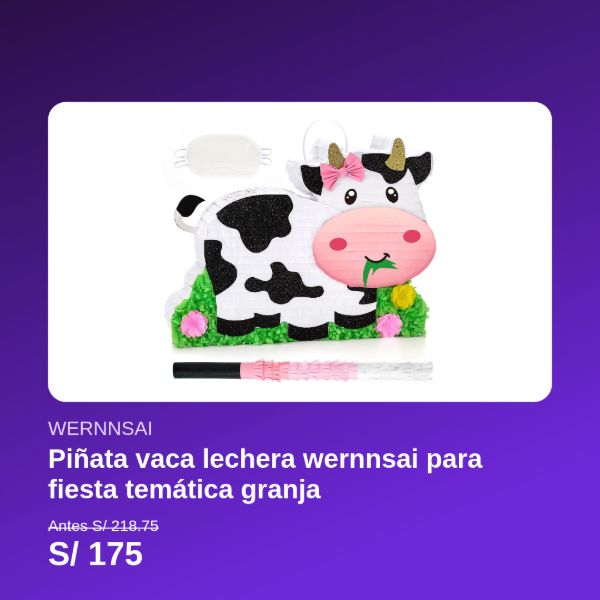 WERNNSAI
Piñata vaca lechera wernnsai para
fiesta temática granja
Antes S/ 218.75
S/ 175